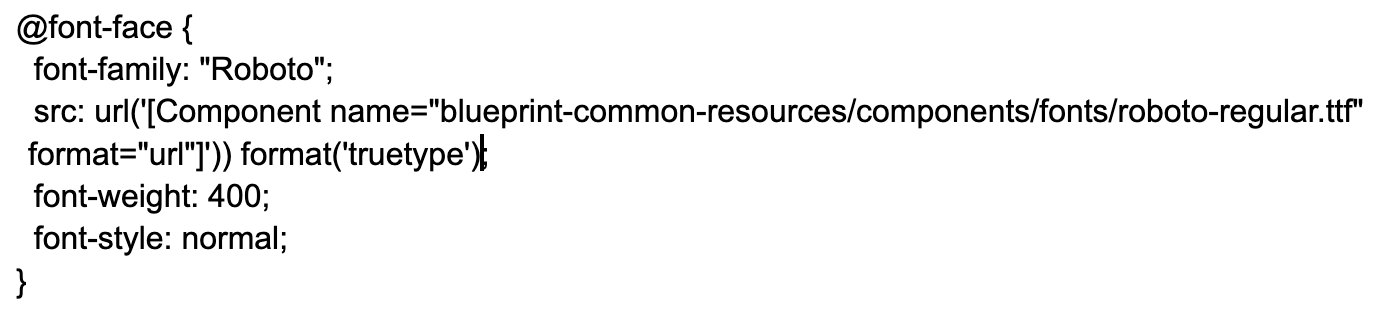 @font-face {
font-family: "Roboto";
src: url('[Component name="blueprint-common-resources/components/fonts/roboto-regular.ttf"
format="url"]')) format('truetype');
font-weight: 400;
font-style: normal;
}